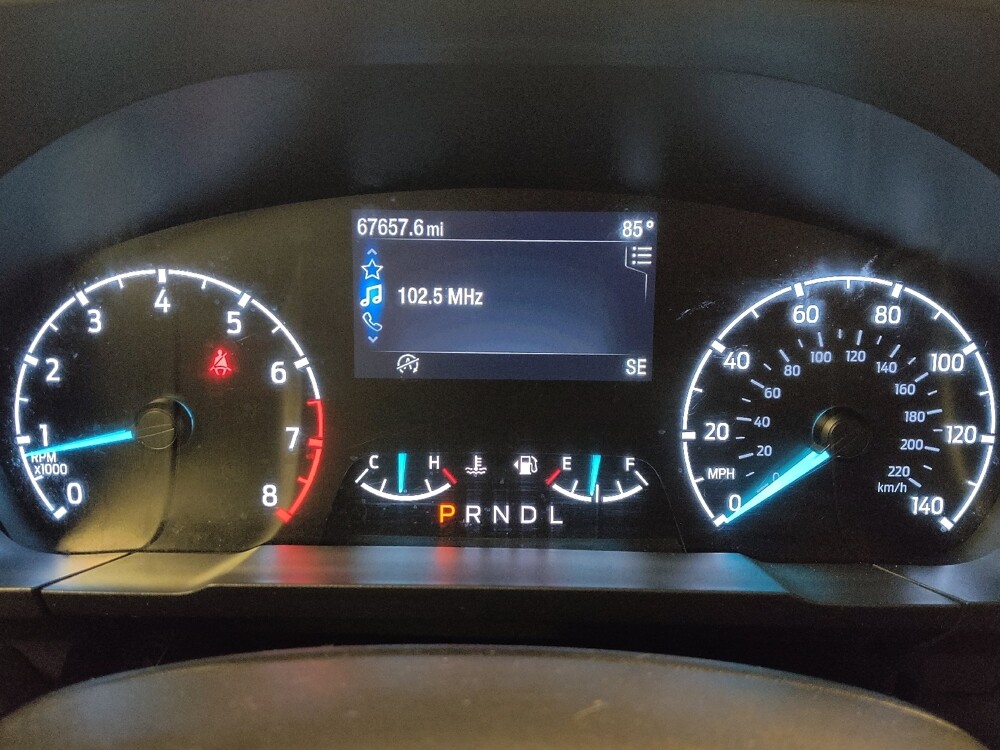 67657.6 mi 85°
102.5 MHz
SE
0 1 2 3 4 5 6 7 8
RPM
x1000
C H E F
P R N D L
0 20 40 60 80 100 120 140
MPH
0 20 40 60 80 100 120 140 160 180 200 220
km/h